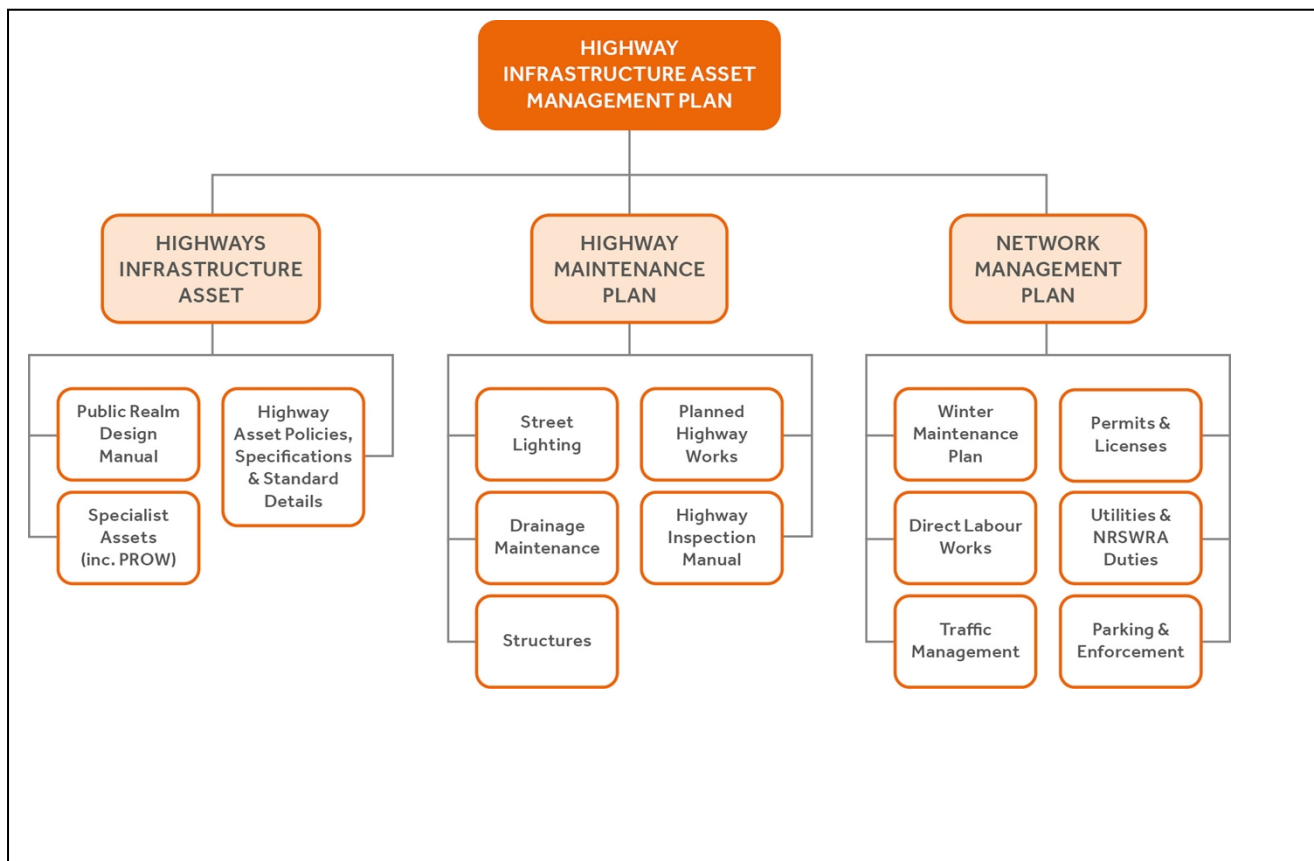 HIGHWAY
INFRASTRUCTURE ASSET
MANAGEMENT PLAN
HIGHWAYS
INFRASTRUCTURE
ASSET
HIGHWAY
MAINTENANCE
PLAN
NETWORK
MANAGEMENT
PLAN
Public Realm
Design
Manual
Highway
Asset Policies,
Specifications
& Standard
Details
Specialist
Assets
(inc. PROW)
Street
Lighting
Planned
Highway
Works
Drainage
Maintenance
Highway
Inspection
Manual
Structures
Winter
Maintenance
Plan
Permits &
Licenses
Direct Labour
Works
Utilities &
NRSWRA
Duties
Traffic
Management
Parking &
Enforcement